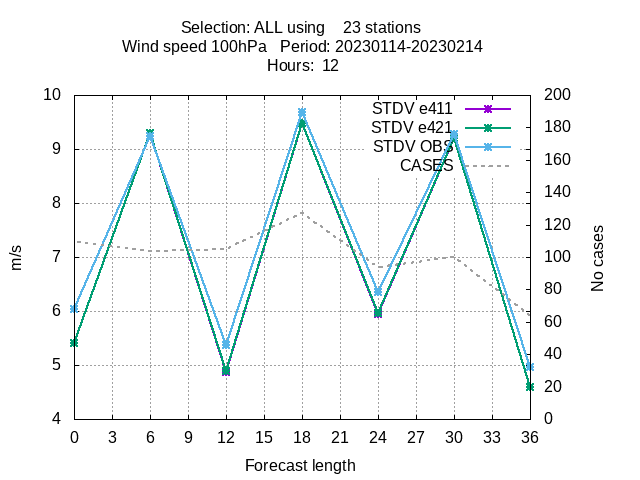 Selection: ALL using    23 stations
Wind speed 100hPa   Period: 20230114-20230214
Hours:  12
10
9
8
7
6
5
4
m/s
200
180
160
140
120
100
80
60
40
20
0
No cases
STDV e411
STDV e421
STDV OBS
CASES
0 3 6 9 12 15 18 21 24 27 30 33 36
Forecast length